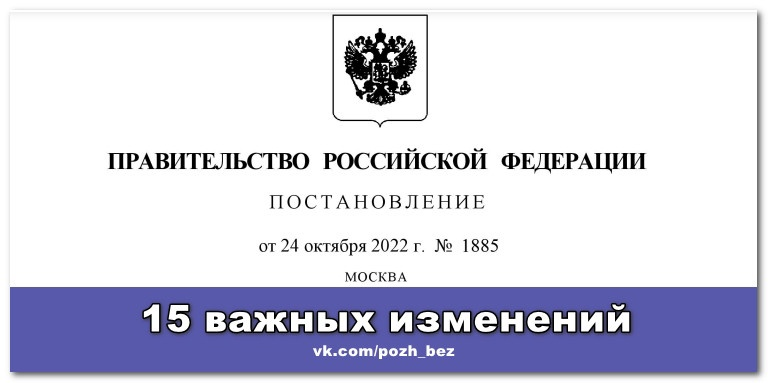 ПРАВИТЕЛЬСТВО РОССИЙСКОЙ ФЕДЕРАЦИИ
ПОСТАНОВЛЕНИЕ
от 24 октября 2022 г. № 1885
МОСКВА
15 важных изменений
vk.com/pozh_bez